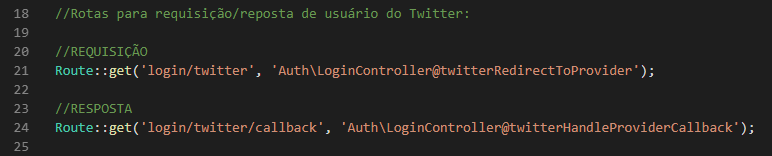 18 //Rotas para requisição/reposta de usuário do Twitter:
19
20 //REQUISIÇÃO
21 Route::get('login/twitter', 'Auth\LoginController@twitterRedirectToProvider');
22
23 //RESPOSTA
24 Route::get('login/twitter/callback', 'Auth\LoginController@twitterHandleProviderCallback');
25